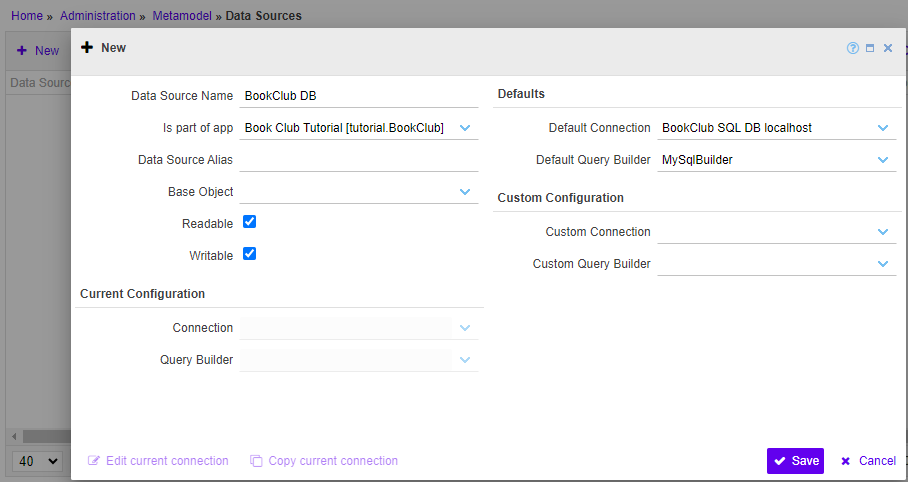 Home » Administration » Metamodel » Data Sources
New
Data Sourc
New
Data Source Name BookClub DB
Is part of app Book Club Tutorial [tutorial.BookClub]
Data Source Alias
Base Object
Readable
Writable
Current Configuration
Connection
Query Builder
Defaults
Default Connection BookClub SQL DB localhost
Default Query Builder MySqlBuilder
Custom Configuration
Custom Connection
Custom Query Builder
40
Edit current connection Copy current connection Save Cancel